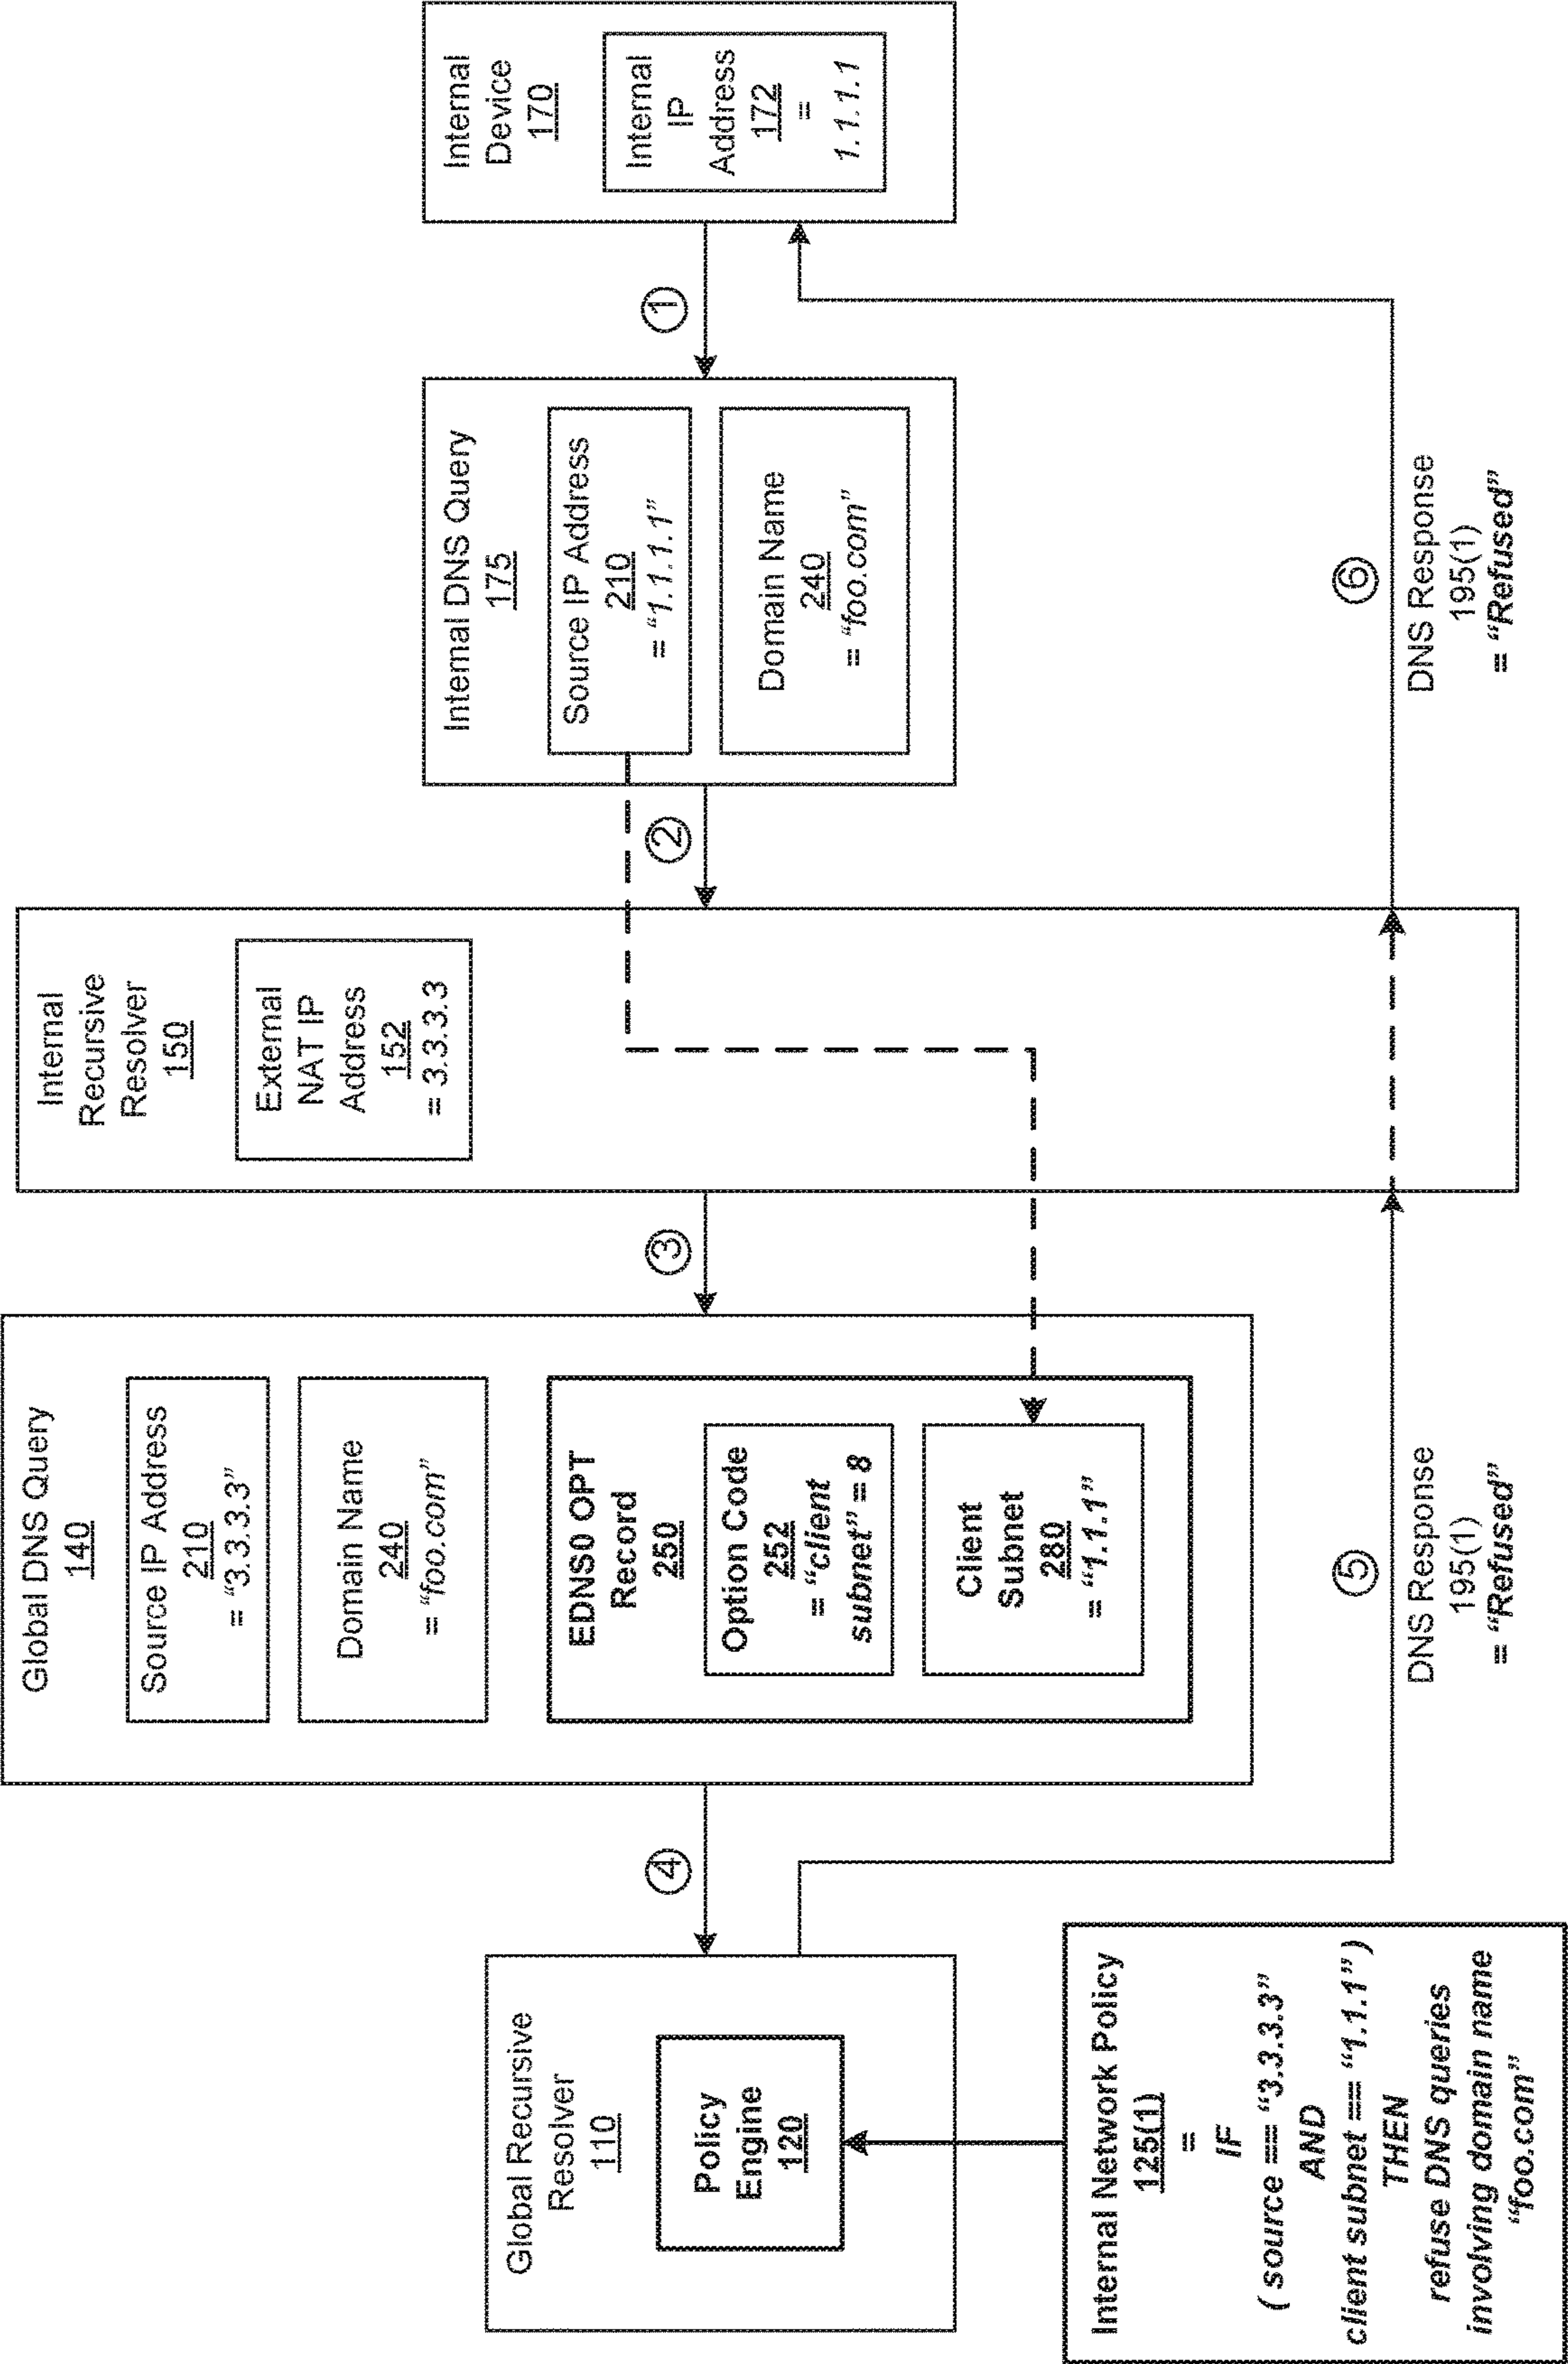 Global Recursive
Resolver
110
Policy
Engine
120
Internal Network Policy
125(1)
=
IF
( source == “3.3.3.3”
AND
client subnet == “1.1.1” )
THEN
refuse DNS queries
involving domain name
“foo.com”
④
Global DNS Query
140
Source IP Address
210
= “3.3.3.3”
Domain Name
240
= “foo.com”
EDNS0 OPT
Record
250
Option Code
252
= “client
subnet” = 8
Client
Subnet
280
= “1.1.1”
③
Internal
Recursive
Resolver
150
External
NAT IP
Address
152
= 3.3.3.3
②
Internal DNS Query
175
Source IP Address
210
= “1.1.1.1”
Domain Name
240
= “foo.com”
①
Internal
Device
170
Internal
IP
Address
172
=
1.1.1.1
⑤
DNS Response
195(1)
= “Refused”
⑥
DNS Response
195(1)
= “Refused”